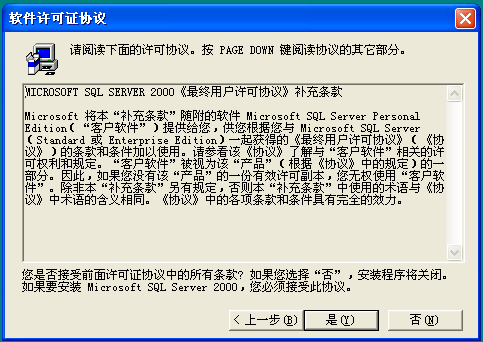 软件许可证协议
请阅读下面的许可协议。按 PAGE DOWN 键阅读协议的其它部分。
MICROSOFT SQL SERVER 2000《最终用户许可协议》补充条款
Microsoft 将本“补充条款”随附的软件 Microsoft SQL Server Personal
Edition(“客户软件”)提供给您,供您根据您与 Microsoft SQL Server
(Standard 或 Enterprise Edition)一起获得的《最终用户许可协议》(《协
议》)的条款和条件加以使用。请参看该《协议》了解与“客户软件”相关的许
可权利和规定。“客户软件”被视为该“产品”(根据《协议》中的规定)的一
部分。因此,如果您没有该“产品”的一份有效许可副本,您无权使用“客户软
件”。除非本“补充条款”另有规定,否则本“补充条款”中使用的术语与《协
议》中术语的含义相同。《协议》中的各项条款和条件具有完全的效力。
您是否接受前面许可证协议中的所有条款? 如果您选择“否”,安装程序将关闭。
如果要安装 Microsoft SQL Server 2000,您必须接受此协议。
< 上一步(B)
是(Y)
否(N)